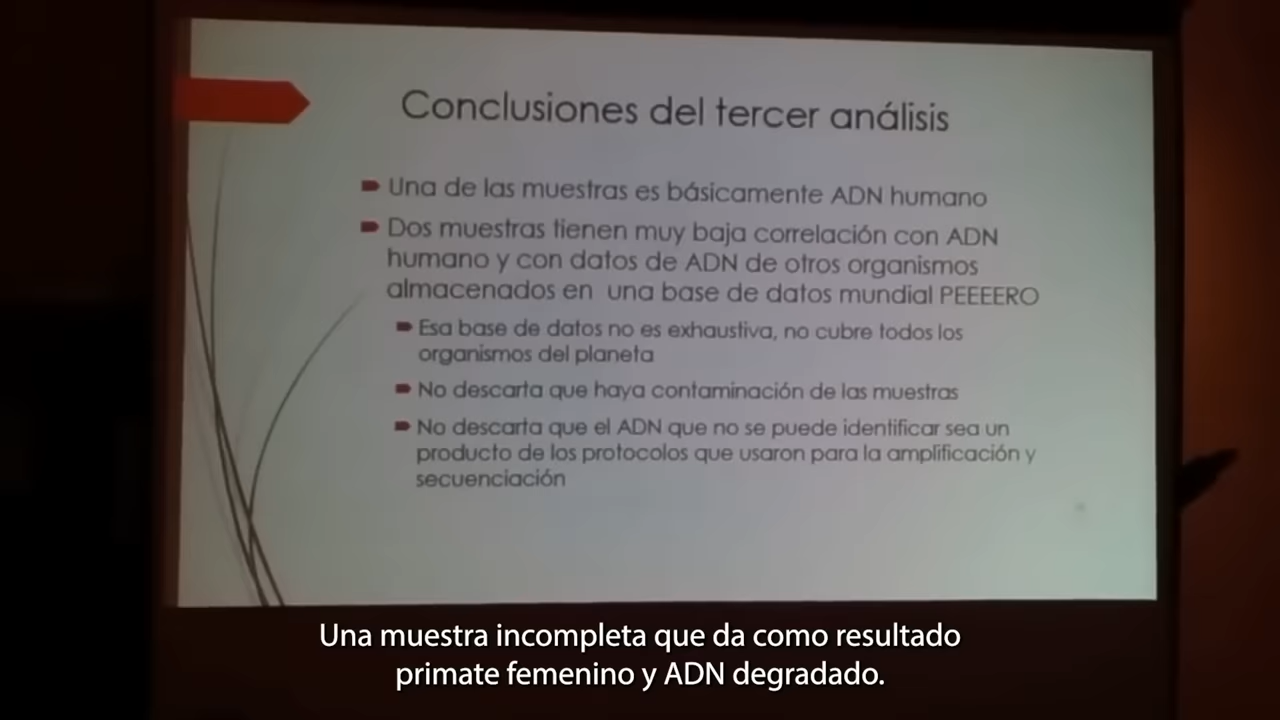 Conclusiones del tercer análisis
Una de las muestras es básicamente ADN humano
Dos muestras tienen muy baja correlación con ADN
humano y con datos de ADN de otros organismos
almacenados en una base de datos mundial PEEEERO
Esa base de datos no es exhaustiva, no cubre todos los
organismos del planeta
No descarta que haya contaminación de las muestras
No descarta que el ADN que no se puede identificar sea un
producto de los protocolos que usaron para la amplificación y
secuenciación
Una muestra incompleta que da como resultado
primate femenino y ADN degradado.